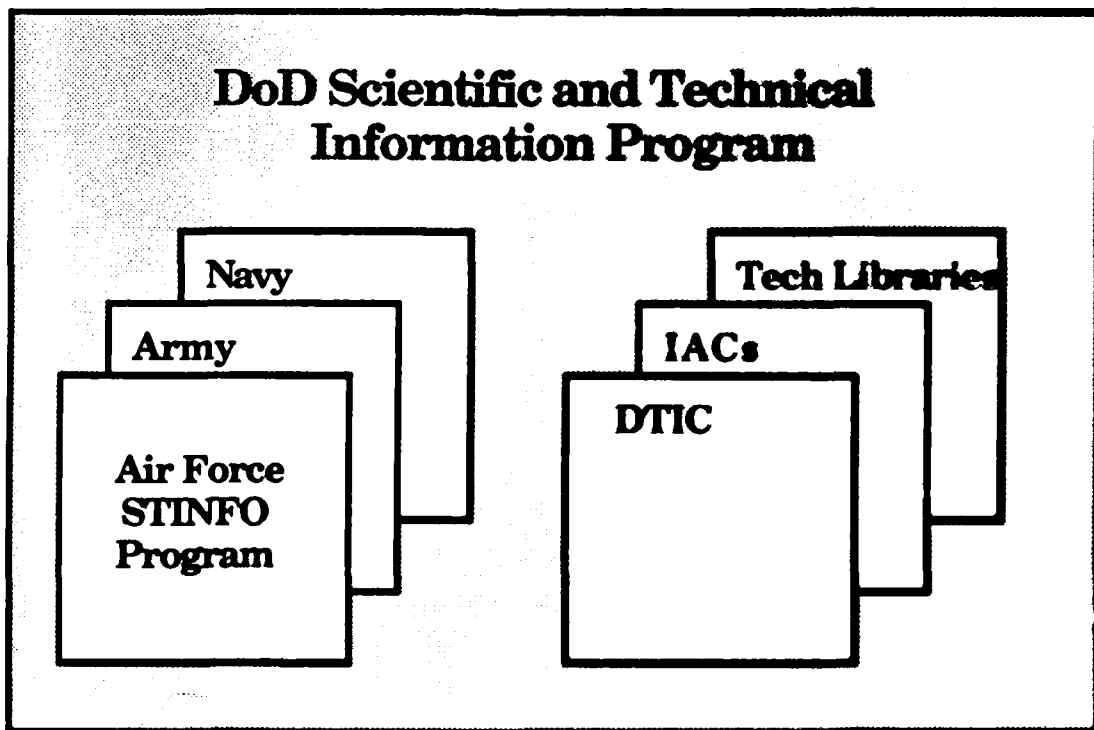 DoD Scientific and Technical
Information Program
Navy
Army
Air Force
STINFO
Program
Tech Libraries
IACs
DTIC